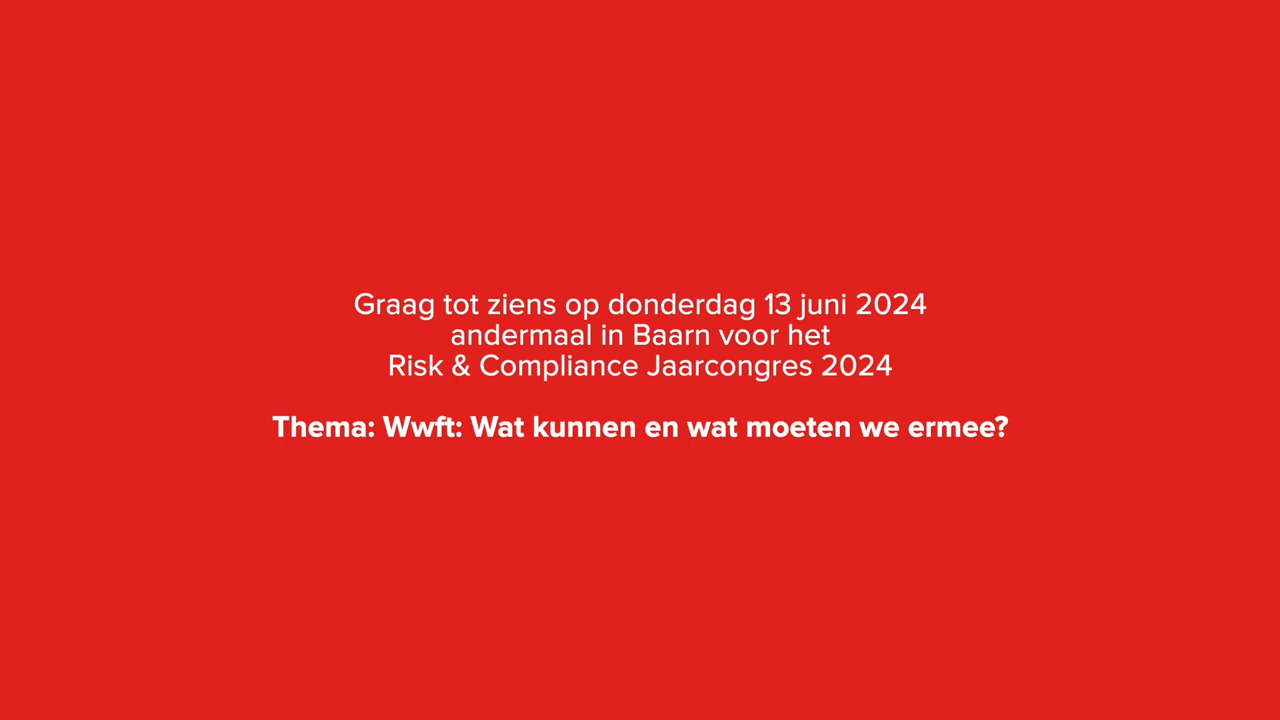 Graag tot ziens op donderdag 13 juni 2024
andermaal in Baarn voor het
Risk & Compliance Jaarcongres 2024
Thema: Wwft: Wat kunnen en wat moeten we ermee?